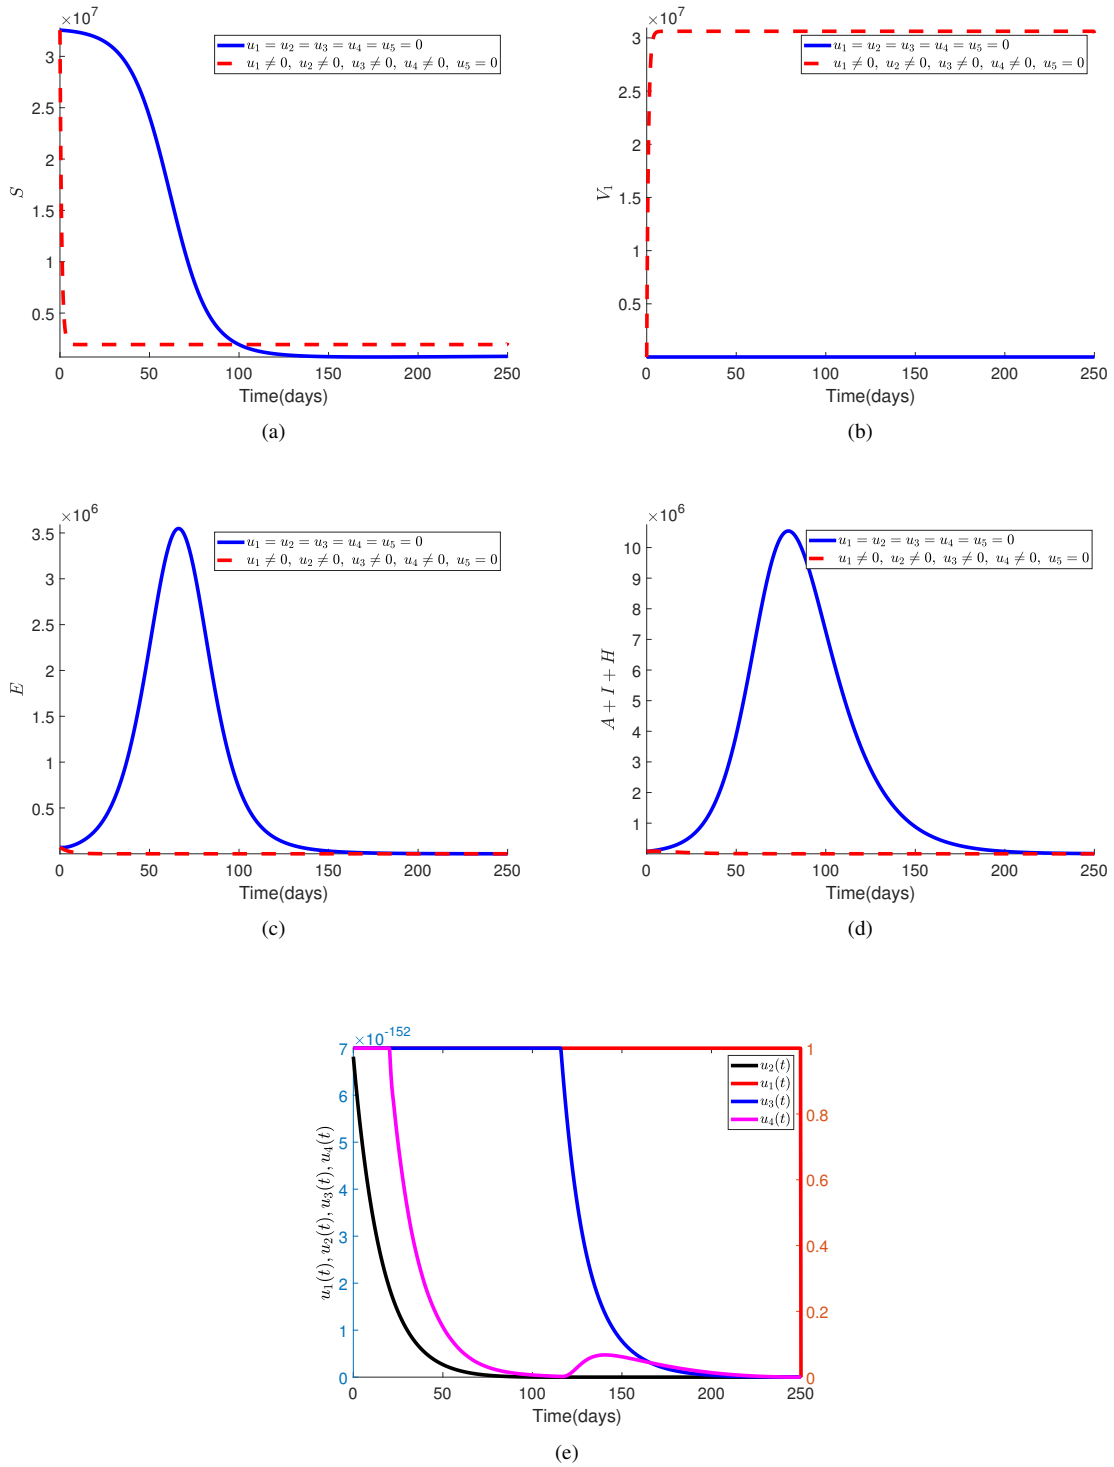 ×10⁷
3
2.5
2
1.5
1
0.5
S
0 50 100 150 200 250
Time(days)
u₁ = u₂ = u₃ = u₄ = u₅ = 0
u₁ ≠ 0, u₂ ≠ 0, u₃ ≠ 0, u₄ ≠ 0, u₅ = 0
(a)
×10⁷
3
2.5
2
1.5
1
0.5
V₁
0 50 100 150 200 250
Time(days)
u₁ = u₂ = u₃ = u₄ = u₅ = 0
u₁ ≠ 0, u₂ ≠ 0, u₃ ≠ 0, u₄ ≠ 0, u₅ = 0
(b)
×10⁶
3.5
3
2.5
2
1.5
1
0.5
E
0 50 100 150 200 250
Time(days)
u₁ = u₂ = u₃ = u₄ = u₅ = 0
u₁ ≠ 0, u₂ ≠ 0, u₃ ≠ 0, u₄ ≠ 0, u₅ = 0
(c)
×10⁶
10
9
8
7
6
5
4
3
2
1
A + I + H
0 50 100 150 200 250
Time(days)
u₁ = u₂ = u₃ = u₄ = u₅ = 0
u₁ ≠ 0, u₂ ≠ 0, u₃ ≠ 0, u₄ ≠ 0, u₅ = 0
(d)
×10⁻¹⁵²
7
6
5
4
3
2
1
0
u₁(t), u₂(t), u₃(t), u₄(t)
u₂(t)
u₁(t)
u₃(t)
u₄(t)
1
0.8
0.6
0.4
0.2
0
0 50 100 150 200 250
Time(days)
(e)